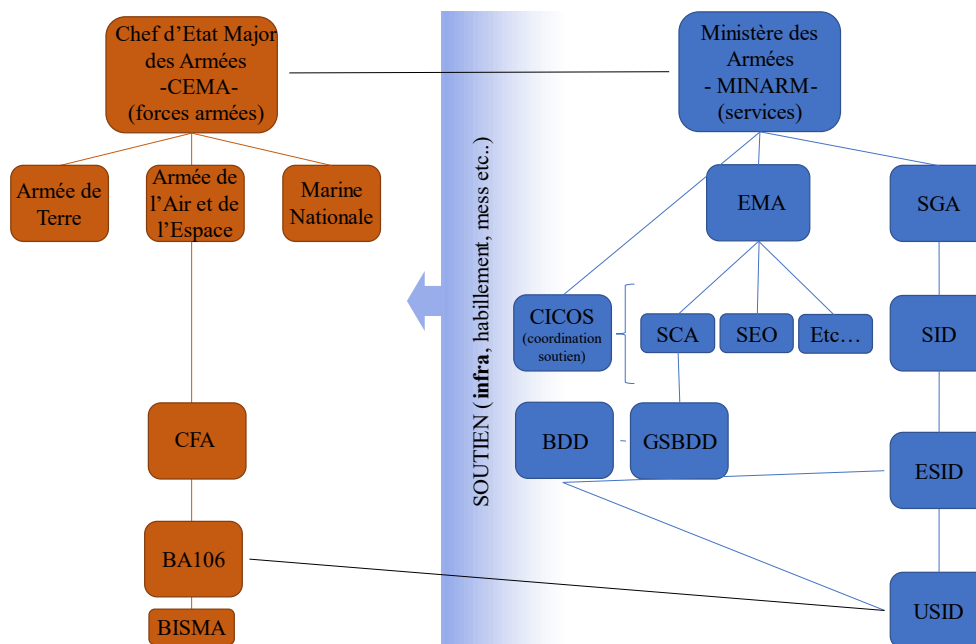 Chef d'Etat Major
des Armées
-CEMA-
(forces armées)
Ministère des
Armées
- MINARM-
(services)
Armée de
Terre
Armée de
l'Air et de
l'Espace
Marine
Nationale
EMA
SGA
SOUTIEN (infra, habillement, mess etc..)
CICOS
(coordination
soutien)
SCA
SEO
Etc…
SID
CFA
BDD
GSBDD
ESID
BA106
BISMA
USID